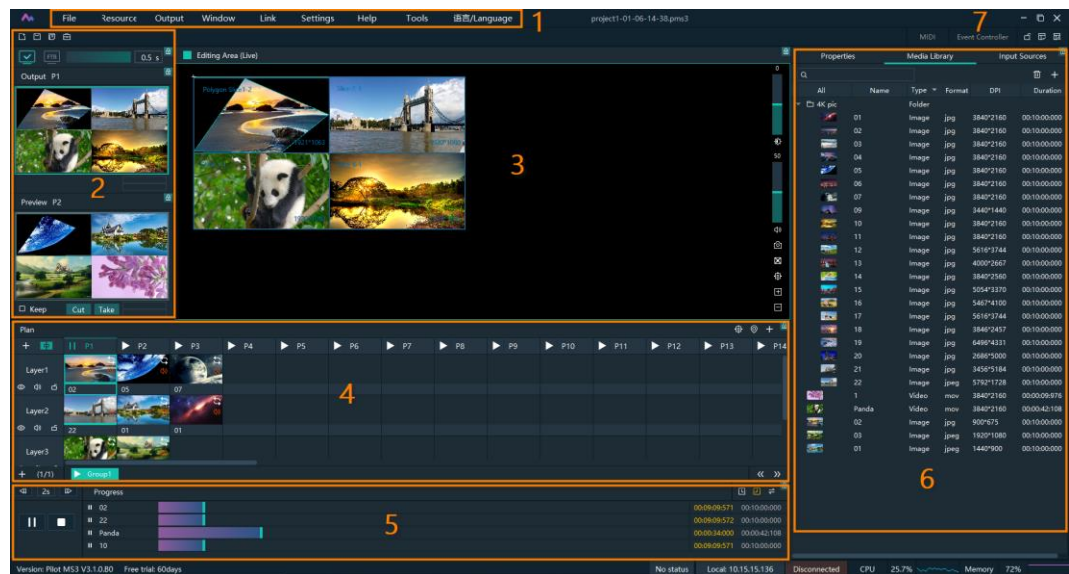 File Resource Output Window Link Settings Help Tools 语言/Language 1 project1-01-06-14-38.pms3 7
MIDI Event Controller
FTB 0.5 s
Editing Area (Live)
Output P1
2
Preview P2
Keep Cut Take
Polygon Slice1-2
3
0
50
Properties Media Library Input Sources
All Name Type Format DPI Duration
4K pic Folder
01 Image jpg 3840*2160 00:10:00:000
02 Image jpg 3840*2160 00:10:00:000
03 Image jpg 3840*2160 00:10:00:000
04 Image jpg 3840*2160 00:10:00:000
05 Image jpg 3840*2160 00:10:00:000
06 Image jpg 3840*2160 00:10:00:000
07 Image jpg 3840*2160 00:10:00:000
09 Image jpg 3440*1440 00:10:00:000
10 Image jpg 3840*2160 00:10:00:000
11 Image jpg 3840*2160 00:10:00:000
12 Image jpg 5616*3744 00:10:00:000
13 Image jpg 4000*2667 00:10:00:000
14 Image jpg 3840*2560 00:10:00:000
15 Image jpg 5054*3370 00:10:00:000
16 Image jpg 5467*4100 00:10:00:000
17 Image jpg 5616*3744 00:10:00:000
18 Image jpg 3846*2457 00:10:00:000
19 Image jpg 6496*4331 00:10:00:000
20 Image jpg 2686*5000 00:10:00:000
21 Image jpg 3456*5184 00:10:00:000
22 Image jpeg 5792*1728 00:10:00:000
1 Video mov 3840*2160 00:00:09:976
Panda Video mov 3840*2160 00:00:42:108
02 Image jpg 900*675 00:10:00:000
03 Image jpeg 1920*1080 00:10:00:000
01 Image jpeg 1440*900 00:10:00:000
6
Plan
P1 P2 P3 P4 P5 P6 P7 P8 P9 P10 P11 P12 P13 P14
Layer1
02 05 07
4
Layer2
22 01 01
Layer3
+ (1/1) Group1
2s Progress
02 00:09:09:571 00:10:00:000
22 00:09:09:572 00:10:00:000
5
Panda 00:00:34:000 00:00:42:108
10 00:09:09:571 00:10:00:000
Version: Pilot MS3 V3.1.0.80 Free trial: 60days No status Local: 10.15.15.136 Disconnected CPU 25.7% Memory 72%